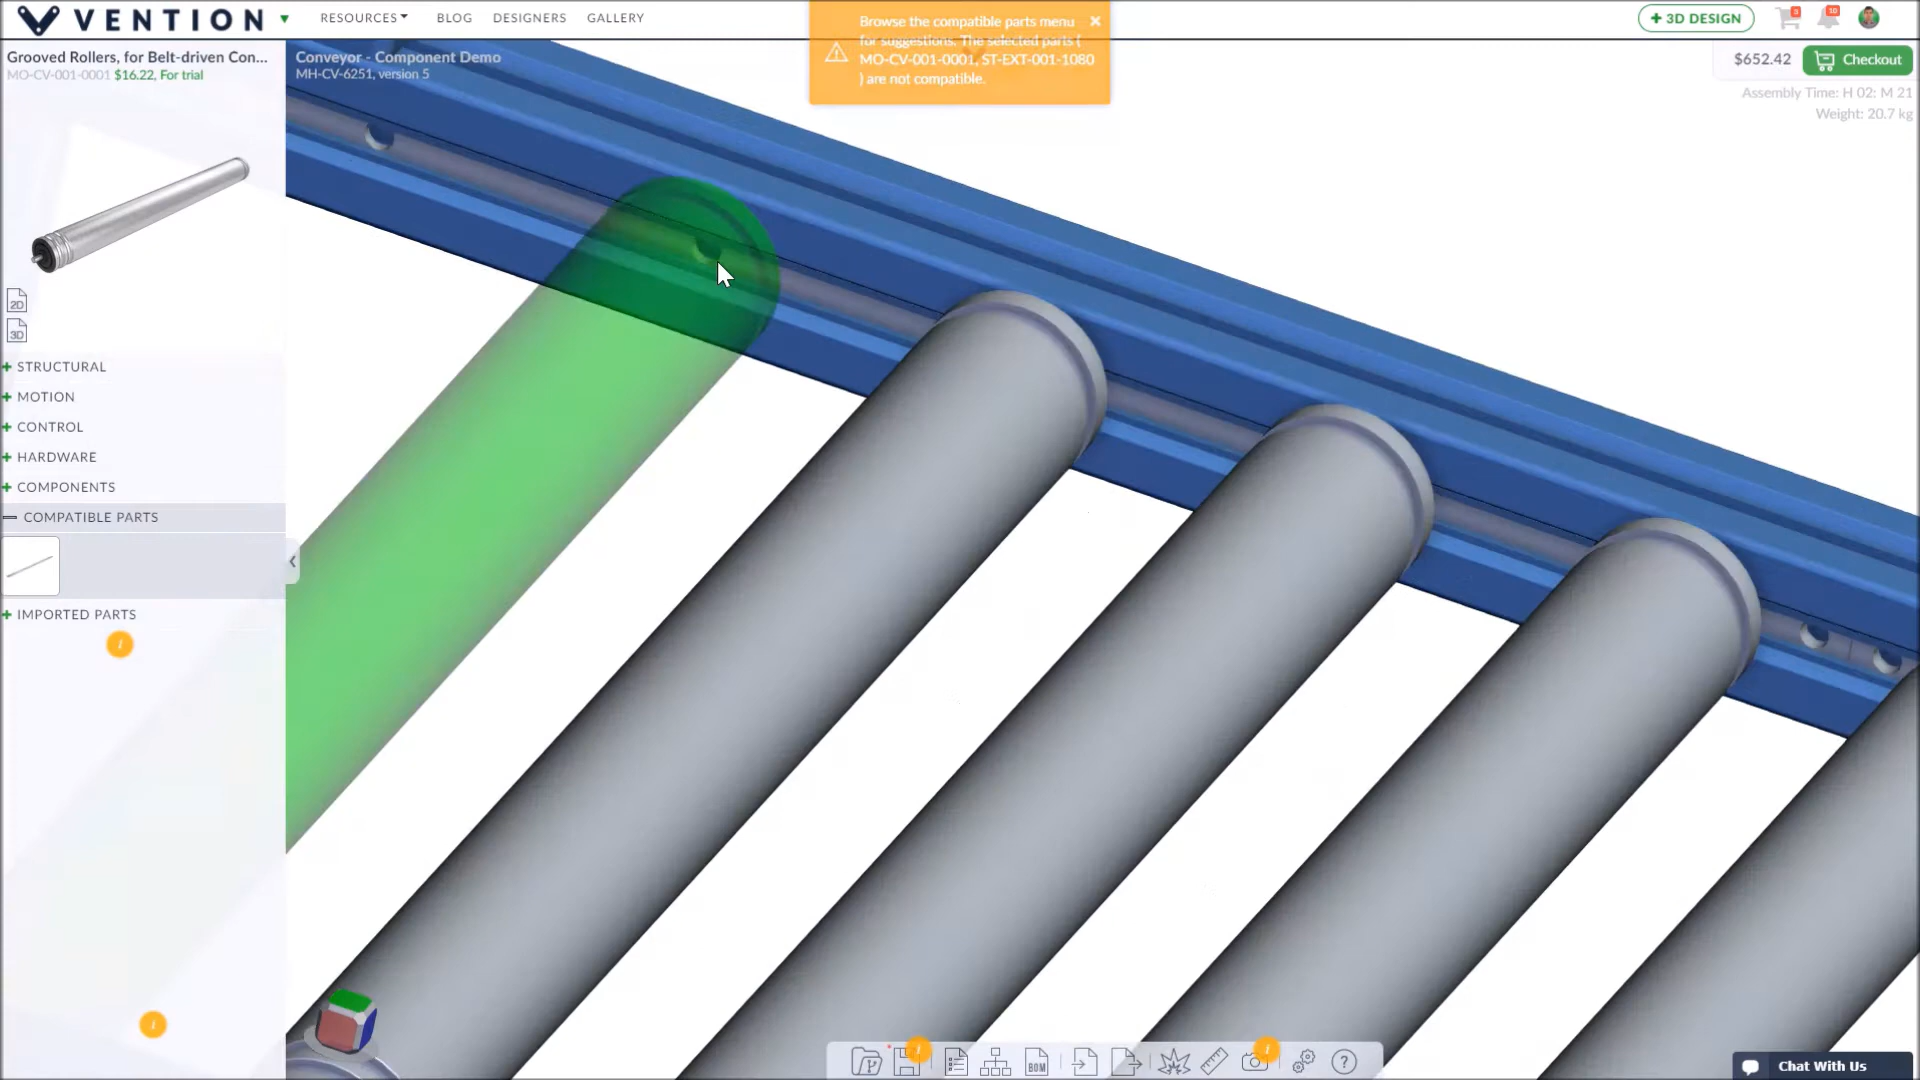 VENTION
RESOURCES
BLOG
DESIGNERS
GALLERY
+ 3D DESIGN
3
10
Grooved Rollers, for Belt-driven Con...
MO-CV-001-0001 $16.22, For trial
Conveyor - Component Demo
MH-CV-6251, version 5
Browse the compatible parts menu
for suggestions. The selected parts (
MO-CV-001-0001, ST-EXT-001-1080
) are not compatible.
$652.42
Checkout
Assembly Time: H 02: M 21
Weight: 20.7 kg
2D
3D
+ STRUCTURAL
+ MOTION
+ CONTROL
+ HARDWARE
+ COMPONENTS
COMPATIBLE PARTS
+ IMPORTED PARTS
i
i
i
i
BOM
?
Chat With Us